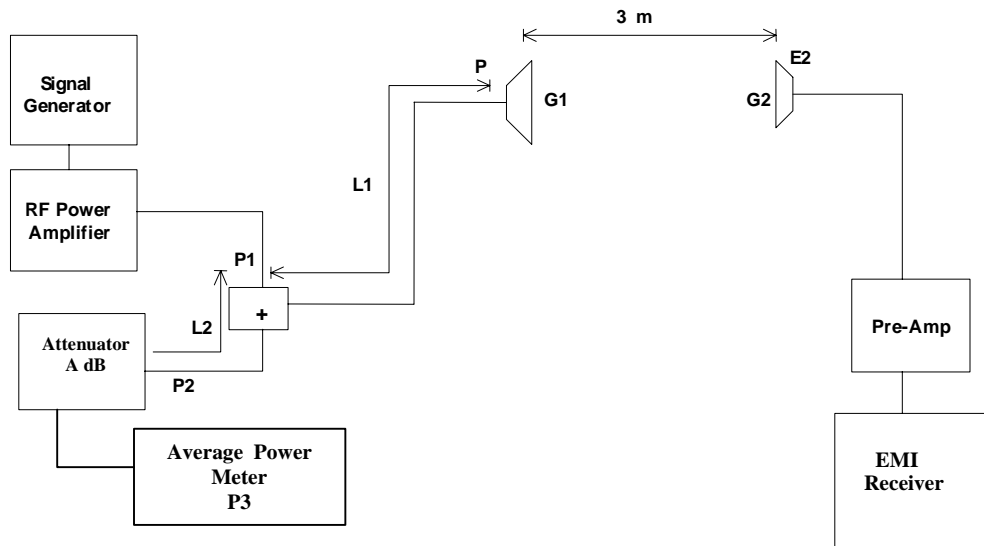 3 m
Signal
Generator
P
G1
E2
G2
L1
RF Power
Amplifier
P1
+
L2
Attenuator
A dB
P2
Pre-Amp
Average Power
Meter
P3
EMI
Receiver